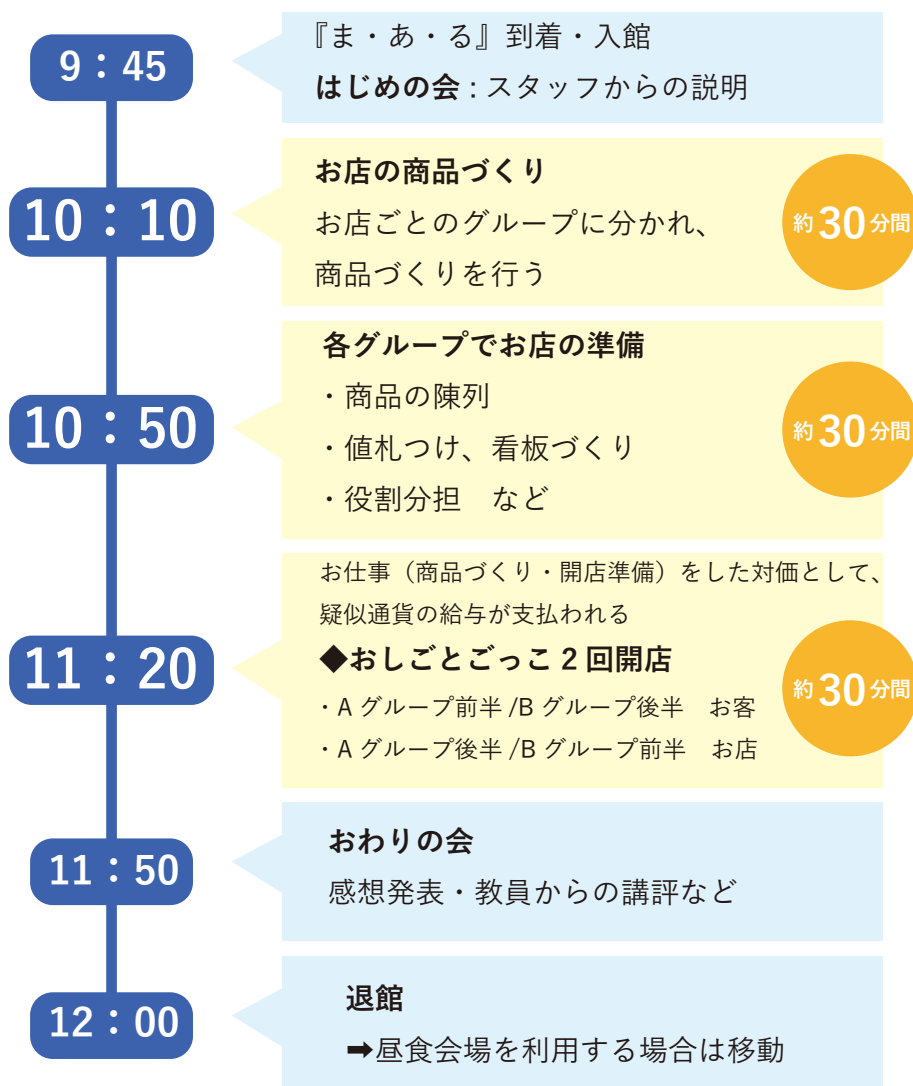 9：45
『ま・あ・る』到着・入館
はじめの会 : スタッフからの説明
10：10
お店の商品づくり
お店ごとのグループに分かれ、
商品づくりを行う
約30分間
10：50
各グループでお店の準備
・商品の陳列
・値札つけ、看板づくり
・役割分担　など
約30分間
11：20
お仕事（商品づくり・開店準備）をした対価として、
疑似通貨の給与が支払われる
◆おしごとごっこ 2 回開店
・A グループ前半 /B グループ後半　お客
・A グループ後半 /B グループ前半　お店
約30分間
11：50
おわりの会
感想発表・教員からの講評など
12：00
退館
➡昼食会場を利用する場合は移動